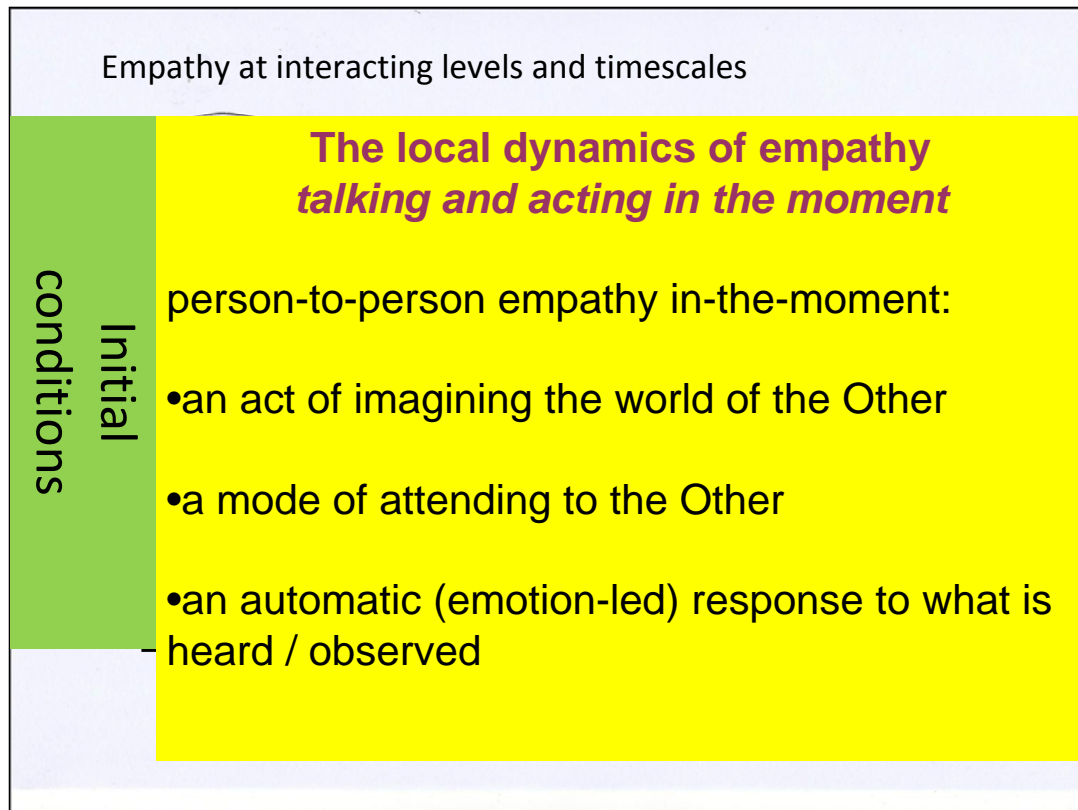 Empathy at interacting levels and timescales
Initial
conditions
The local dynamics of empathy
talking and acting in the moment
person-to-person empathy in-the-moment:
•an act of imagining the world of the Other
•a mode of attending to the Other
•an automatic (emotion-led) response to what is
heard / observed